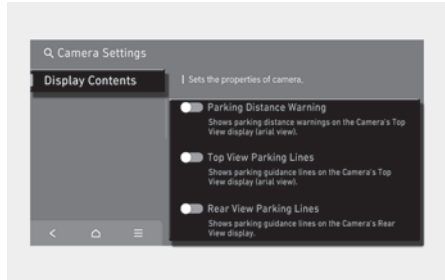 Camera Settings
Display Contents
Sets the properties of camera.
Parking Distance Warning
Shows parking distance warnings on the Camera's Top
View display (arial view).
Top View Parking Lines
Shows parking guidance lines on the Camera's Top
View display (arial view).
Rear View Parking Lines
Shows parking guidance lines on the Camera's Rear
View display.